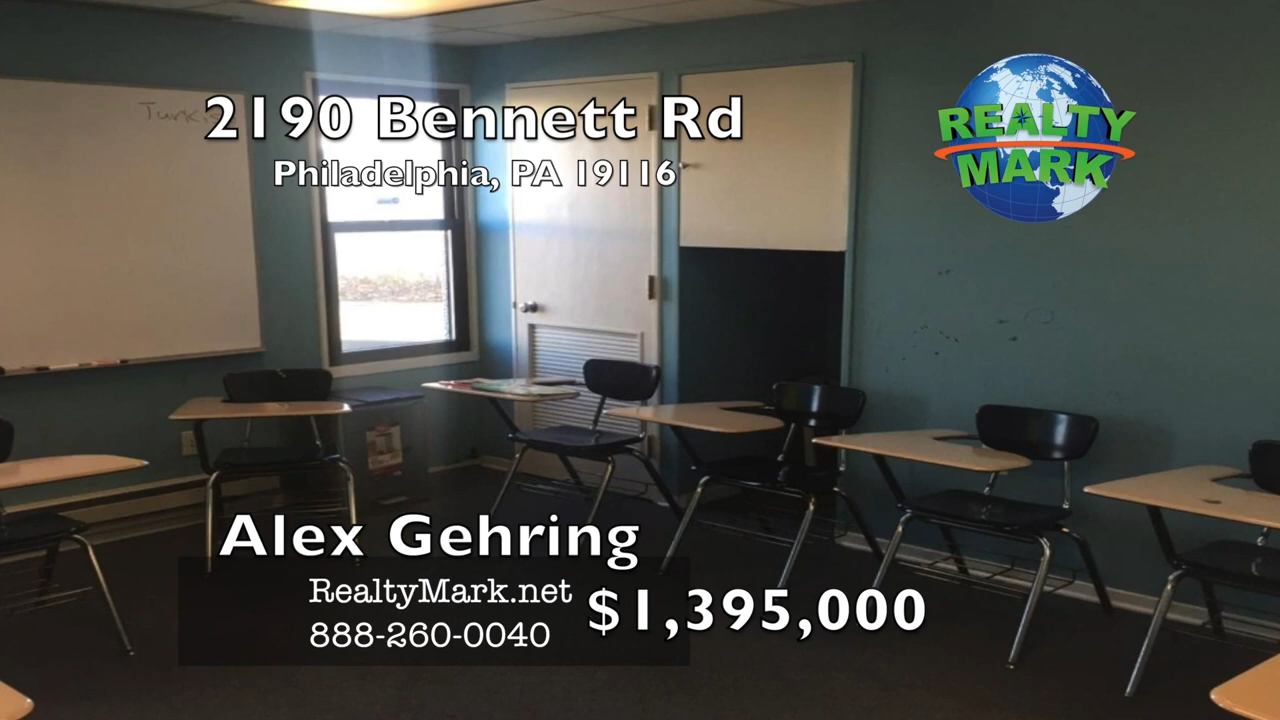 2190 Bennett Rd
Philadelphia, PA 19116
REALTY
MARK
Alex Gehring
RealtyMark.net
$1,395,000
888-260-0040